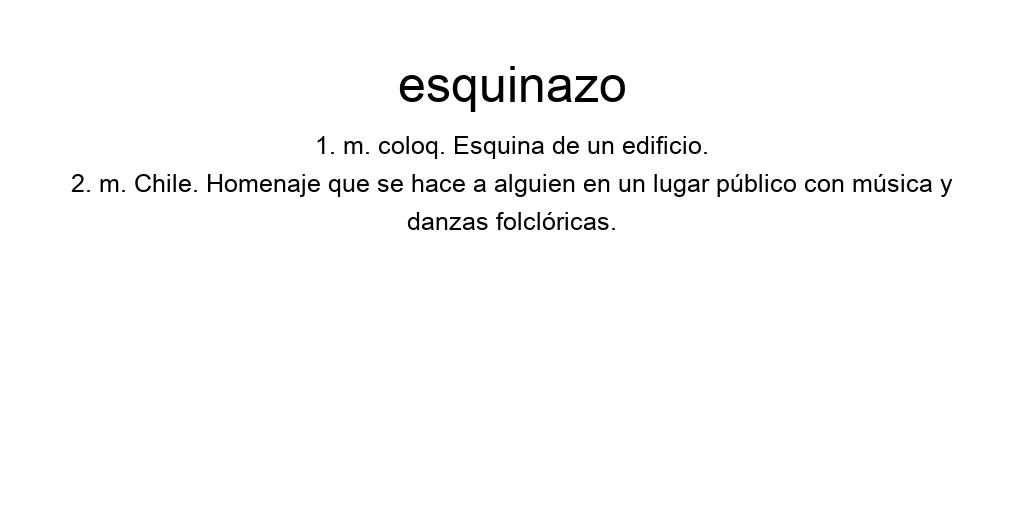 esquinazo
1. m. coloq. Esquina de un edificio.
2. m. Chile. Homenaje que se hace a alguien en un lugar público con música y
danzas folclóricas.